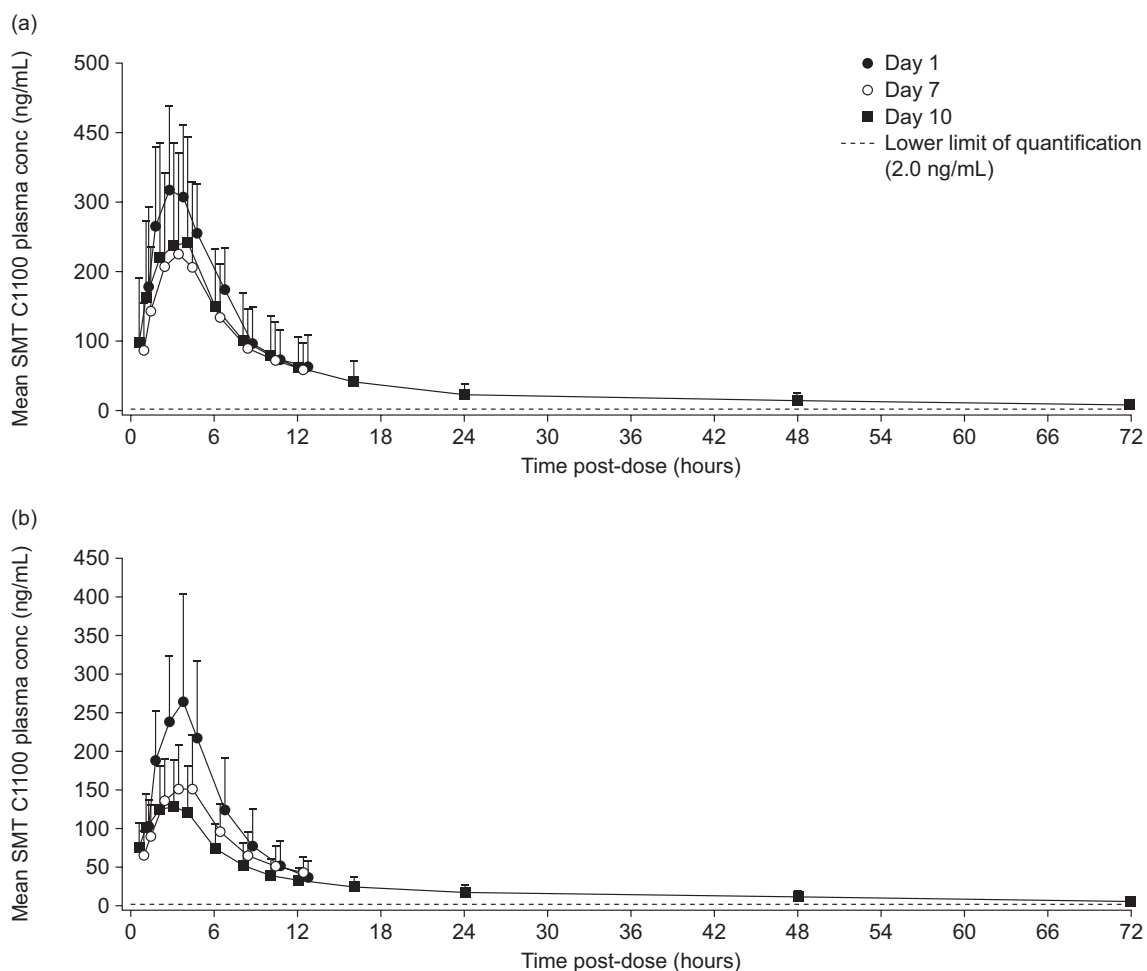 (a)
Mean SMT C1100 plasma conc (ng/mL)
500
450
300
200
100
0
Day 1
Day 7
Day 10
Lower limit of quantification
(2.0 ng/mL)
0 6 12 18 24 30 36 42 48 54 60 66 72
Time post-dose (hours)
(b)
Mean SMT C1100 plasma conc (ng/mL)
450
400
350
300
250
200
150
100
50
0
0 6 12 18 24 30 36 42 48 54 60 66 72
Time post-dose (hours)